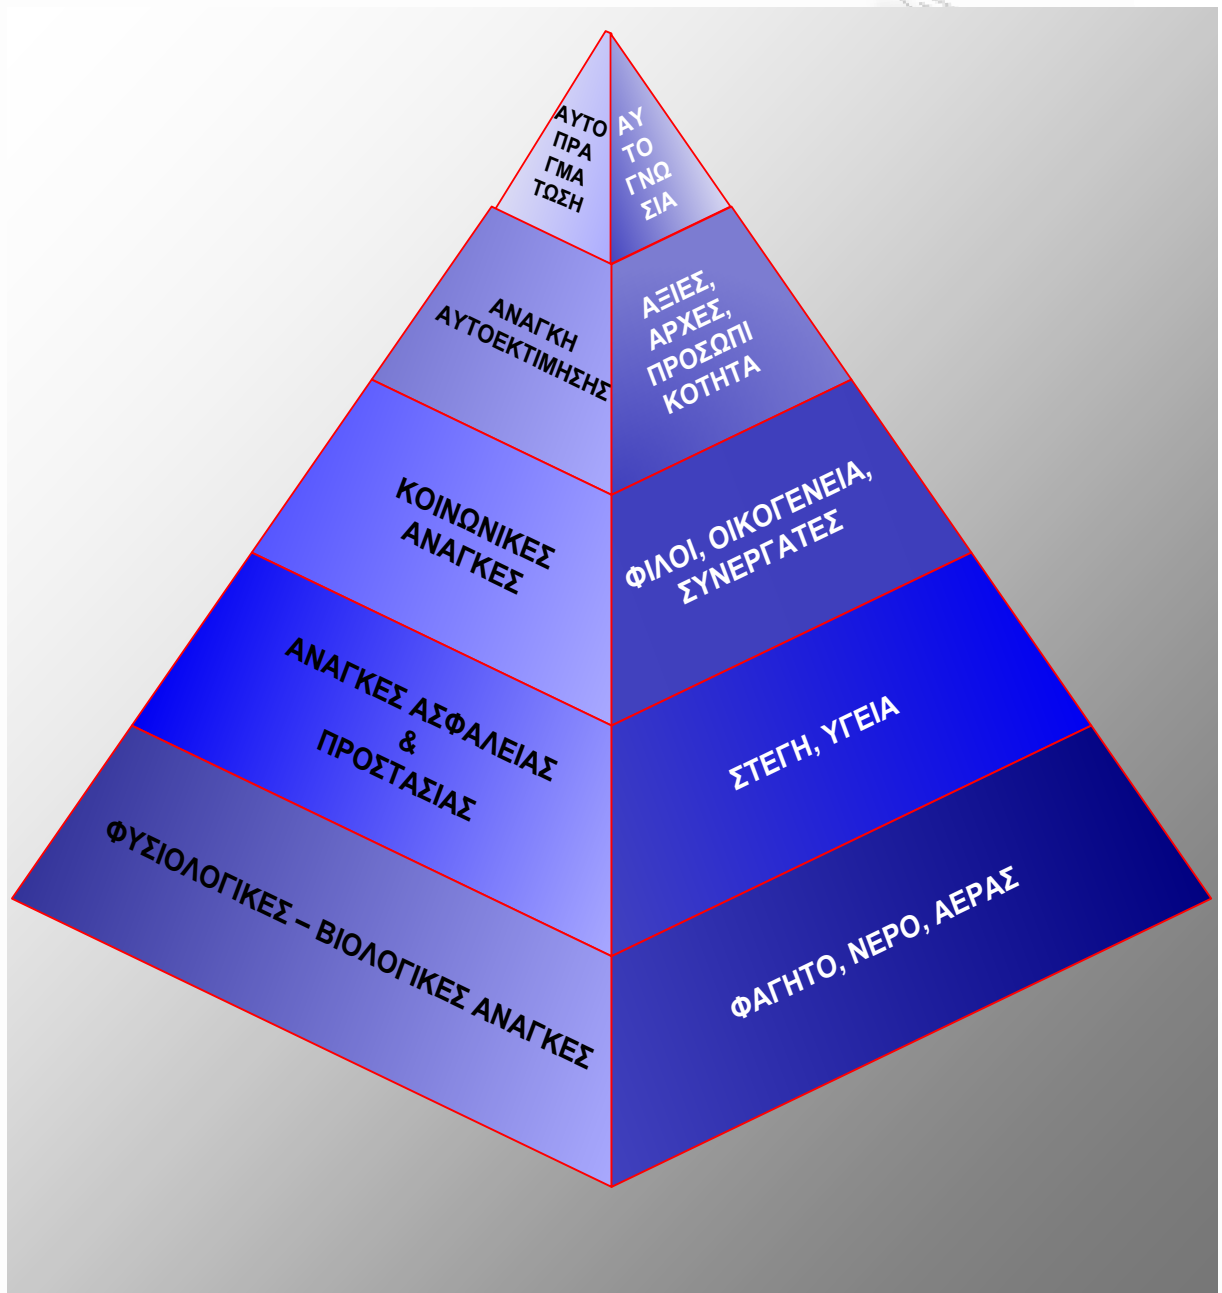 ΑΥΤΟ
ΠΡΑ
ΓΜΑ
ΤΩΣΗ
ΑΥ
ΤΟ
ΓΝΩ
ΣΙΑ
ΑΝΑΓΚΗ
ΑΥΤΟΕΚΤΙΜΗΣΗΣ
ΑΞΙΕΣ,
ΑΡΧΕΣ,
ΠΡΟΣΩΠΙ
ΚΟΤΗΤΑ
ΚΟΙΝΩΝΙΚΕΣ
ΑΝΑΓΚΕΣ
ΦΙΛΟΙ, ΟΙΚΟΓΕΝΕΙΑ,
ΣΥΝΕΡΓΑΤΕΣ
ΑΝΑΓΚΕΣ ΑΣΦΑΛΕΙΑΣ
&
ΠΡΟΣΤΑΣΙΑΣ
ΣΤΕΓΗ, ΥΓΕΙΑ
ΦΥΣΙΟΛΟΓΙΚΕΣ – ΒΙΟΛΟΓΙΚΕΣ ΑΝΑΓΚΕΣ
ΦΑΓΗΤΟ, ΝΕΡΟ, ΑΕΡΑΣ